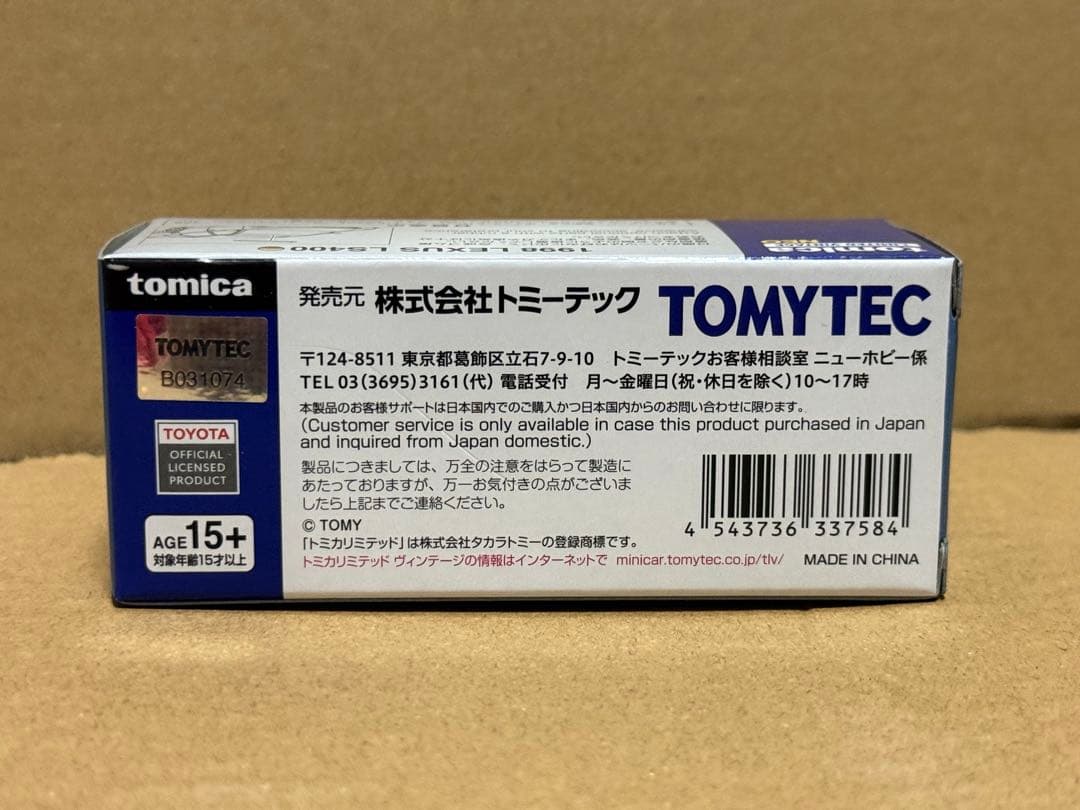 1998 LEXUS LS400
tomica
tomica
TOMYTEC
B031074
TOYOTA
OFFICIAL
LICENSED
PRODUCT
AGE 15+
対象年齢15才以上
発売元 株式会社トミーテック TOMYTEC
〒124-8511 東京都葛飾区立石7-9-10 トミーテックお客様相談室 ニューホビー係
TEL 03(3695)3161(代) 電話受付 月～金曜日(祝・休日を除く)10～17時
本製品のお客様サポートは日本国内でのご購入かつ日本国内からのお問い合わせに限ります。
(Customer service is only available in case this product purchased in Japan
and inquired from Japan domestic.)
製品につきましては、万全の注意をはらって製造に
あたっておりますが、万一お気付きの点がございま
したら上記までご連絡ください。
© TOMY
「トミカリミテッド」は株式会社タカラトミーの登録商標です。
トミカリミテッド ヴィンテージの情報はインターネットで minicar.tomytec.co.jp/tlv/
4 543736 337584
MADE IN CHINA